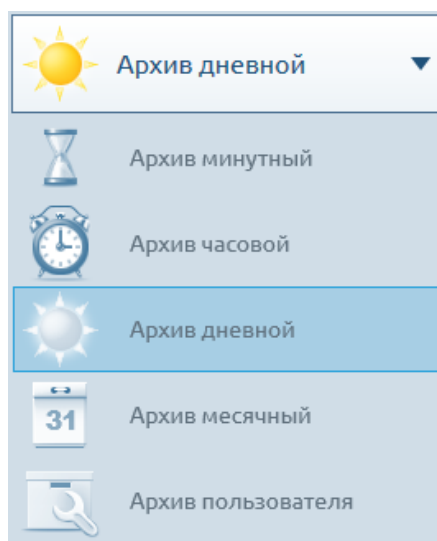 Архив дневной
Архив минутный
Архив часовой
Архив дневной
31
Архив месячный
Архив пользователя